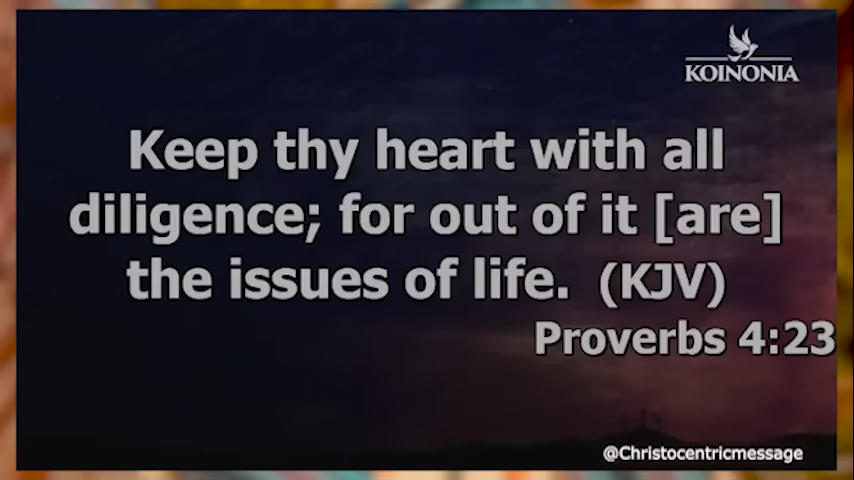 KOINONIA
Keep thy heart with all
diligence; for out of it [are]
the issues of life. (KJV)
Proverbs 4:23
@Christocentricmessage